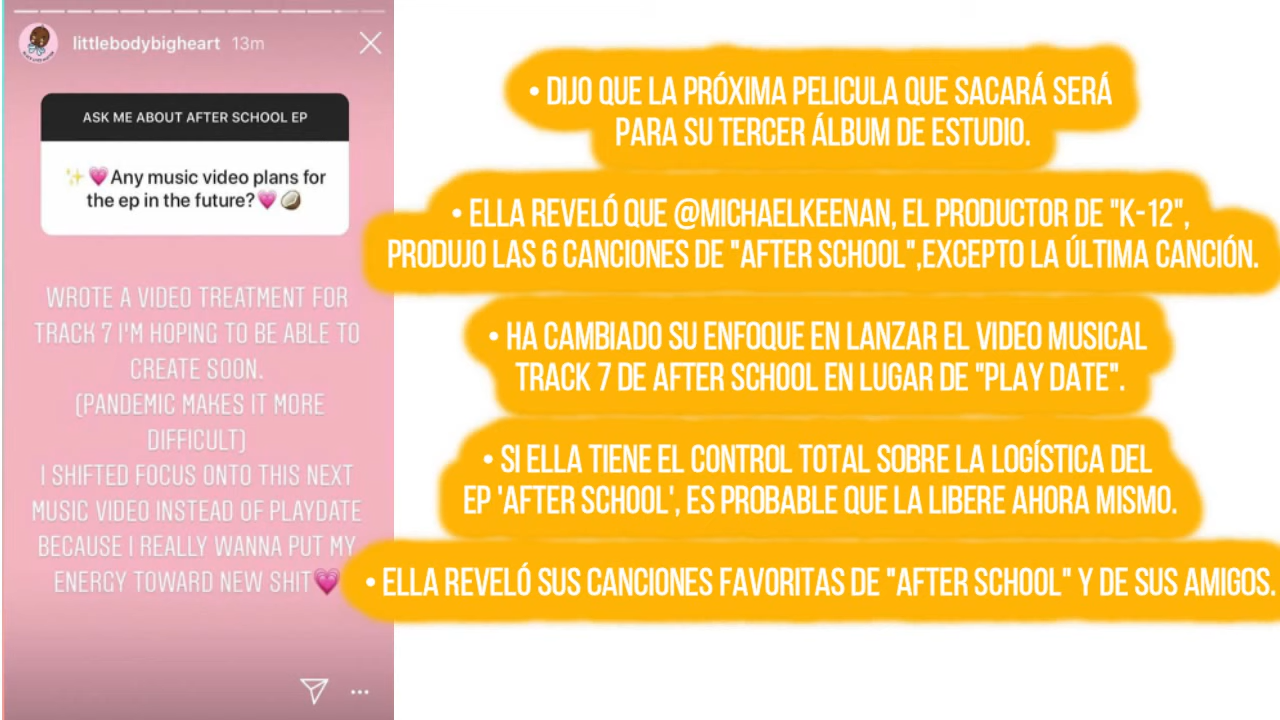 littlebodybigheart 13m
ASK ME ABOUT AFTER SCHOOL EP
✨💗Any music video plans for
the ep in the future?💗🥥
WROTE A VIDEO TREATMENT FOR
TRACK 7 I'M HOPING TO BE ABLE TO
CREATE SOON.
(PANDEMIC MAKES IT MORE
DIFFICULT)
I SHIFTED FOCUS ONTO THIS NEXT
MUSIC VIDEO INSTEAD OF PLAYDATE
BECAUSE I REALLY WANNA PUT MY
ENERGY TOWARD NEW SHIT💗
• DIJO QUE LA PRÓXIMA PELICULA QUE SACARÁ SERÁ
PARA SU TERCER ÁLBUM DE ESTUDIO.
• ELLA REVELÓ QUE @MICHAELKEENAN, EL PRODUCTOR DE "K-12",
PRODUJO LAS 6 CANCIONES DE "AFTER SCHOOL",EXCEPTO LA ÚLTIMA CANCIÓN.
• HA CAMBIADO SU ENFOQUE EN LANZAR EL VIDEO MUSICAL
TRACK 7 DE AFTER SCHOOL EN LUGAR DE "PLAY DATE".
• SI ELLA TIENE EL CONTROL TOTAL SOBRE LA LOGÍSTICA DEL
EP 'AFTER SCHOOL', ES PROBABLE QUE LA LIBERE AHORA MISMO.
• ELLA REVELÓ SUS CANCIONES FAVORITAS DE "AFTER SCHOOL" Y DE SUS AMIGOS.